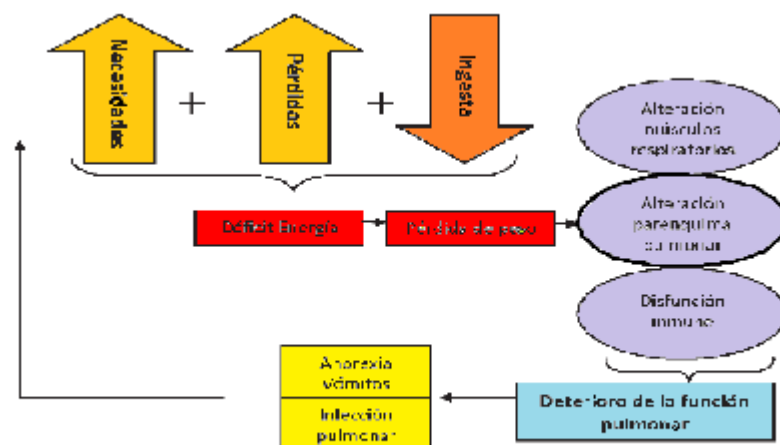 Necesidades
+
Pérdidas
+
Ingesta
Alteración
músculos
respiratorios
Déficit Energía
Pérdida de peso
Alteración
parenquima
pulmonar
Disfunción
inmune
Anorexia
Vómitos
Infección
pulmonar
Deterioro de la función
pulmonar